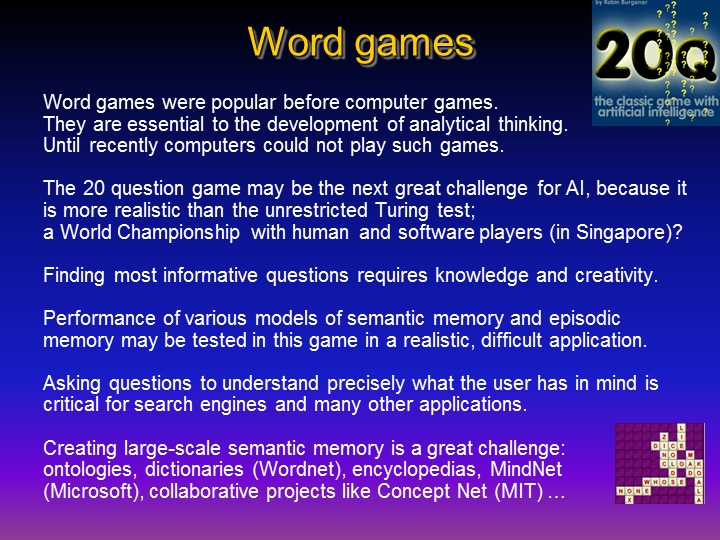 Word games
by Robin Burgener
20Q
the classic game with
artificial intelligence
Word games were popular before computer games.
They are essential to the development of analytical thinking.
Until recently computers could not play such games.
The 20 question game may be the next great challenge for AI, because it
is more realistic than the unrestricted Turing test;
a World Championship with human and software players (in Singapore)?
Finding most informative questions requires knowledge and creativity.
Performance of various models of semantic memory and episodic
memory may be tested in this game in a realistic, difficult application.
Asking questions to understand precisely what the user has in mind is
critical for search engines and many other applications.
Creating large-scale semantic memory is a great challenge:
ontologies, dictionaries (Wordnet), encyclopedias, MindNet
(Microsoft), collaborative projects like Concept Net (MIT) …
DICE
CLOAK
WHOSE
NONE